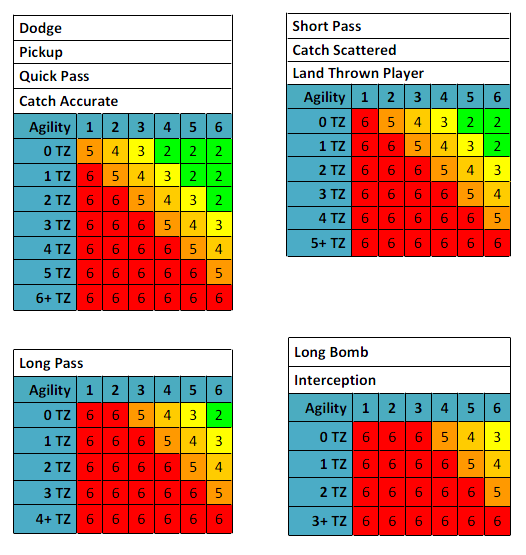 Dodge
Pickup
Quick Pass
Catch Accurate
Agility 1 2 3 4 5 6
0 TZ 5 4 3 2 2 2
1 TZ 6 5 4 3 2 2
2 TZ 6 6 5 4 3 2
3 TZ 6 6 6 5 4 3
4 TZ 6 6 6 6 5 4
5 TZ 6 6 6 6 6 5
6+ TZ 6 6 6 6 6 6
Short Pass
Catch Scattered
Land Thrown Player
Agility 1 2 3 4 5 6
0 TZ 6 5 4 3 2 2
1 TZ 6 6 5 4 3 2
2 TZ 6 6 6 5 4 3
3 TZ 6 6 6 6 5 4
4 TZ 6 6 6 6 6 5
5+ TZ 6 6 6 6 6 6
Long Pass
Agility 1 2 3 4 5 6
0 TZ 6 6 5 4 3 2
1 TZ 6 6 6 5 4 3
2 TZ 6 6 6 6 5 4
3 TZ 6 6 6 6 6 5
4+ TZ 6 6 6 6 6 6
Long Bomb
Interception
Agility 1 2 3 4 5 6
0 TZ 6 6 6 5 4 3
1 TZ 6 6 6 6 5 4
2 TZ 6 6 6 6 6 5
3+ TZ 6 6 6 6 6 6